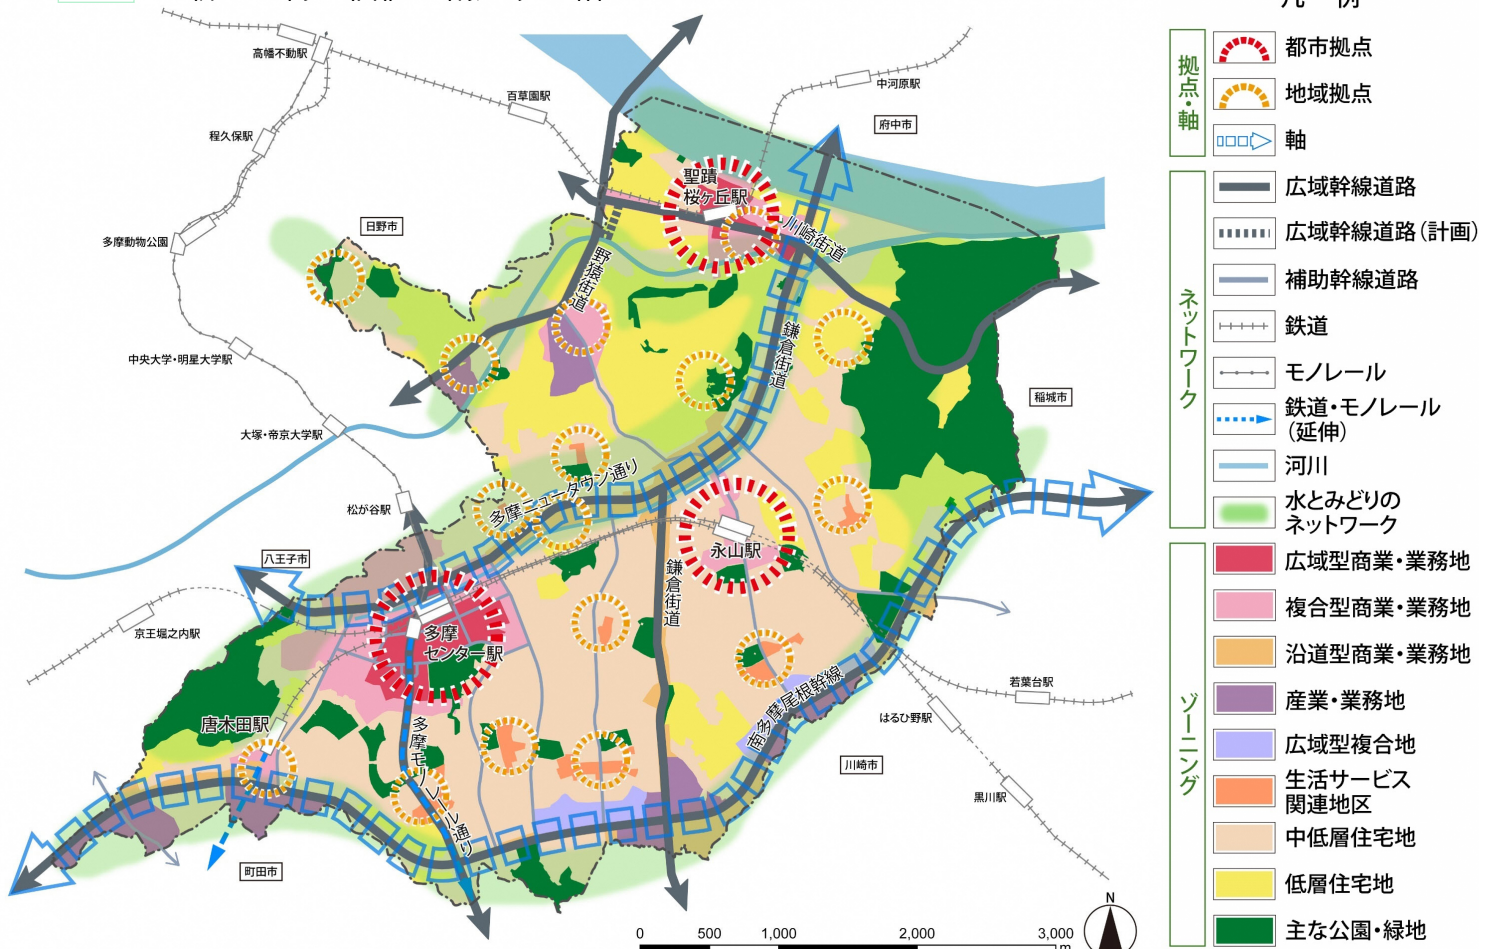 凡 例
高幡不動駅
百草園駅
中河原駅
府中市
程久保駅
聖蹟
桜ヶ丘駅
日野市
川崎街道
多摩動物公園
野猿街道
鎌倉街道
中央大学・明星大学駅
稲城市
大塚・帝京大学駅
多摩ニュータウン通り
松が谷駅
永山駅
八王子市
鎌倉街道
京王堀之内駅
多摩
センター駅
若葉台駅
はるひ野駅
唐木田駅
南多摩尾根幹線
多摩モノレール通り
川崎市
黒川駅
町田市
N
0 500 1,000 2,000 3,000
m
拠点・軸
都市拠点
地域拠点
軸
ネットワーク
広域幹線道路
広域幹線道路(計画)
補助幹線道路
鉄道
モノレール
鉄道・モノレール
(延伸)
河川
水とみどりの
ネットワーク
ゾーニング
広域型商業・業務地
複合型商業・業務地
沿道型商業・業務地
産業・業務地
広域型複合地
生活サービス
関連地区
中低層住宅地
低層住宅地
主な公園・緑地